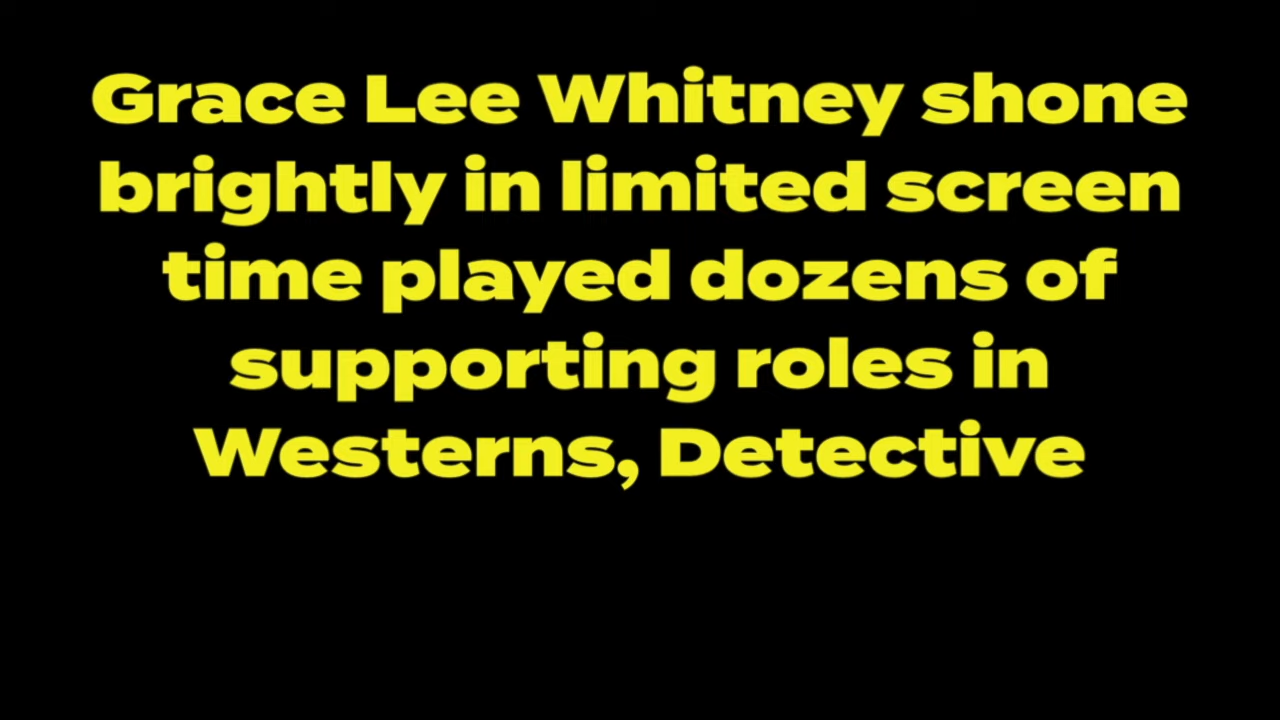 Grace Lee Whitney shone
brightly in limited screen
time played dozens of
supporting roles in
Westerns, Detective